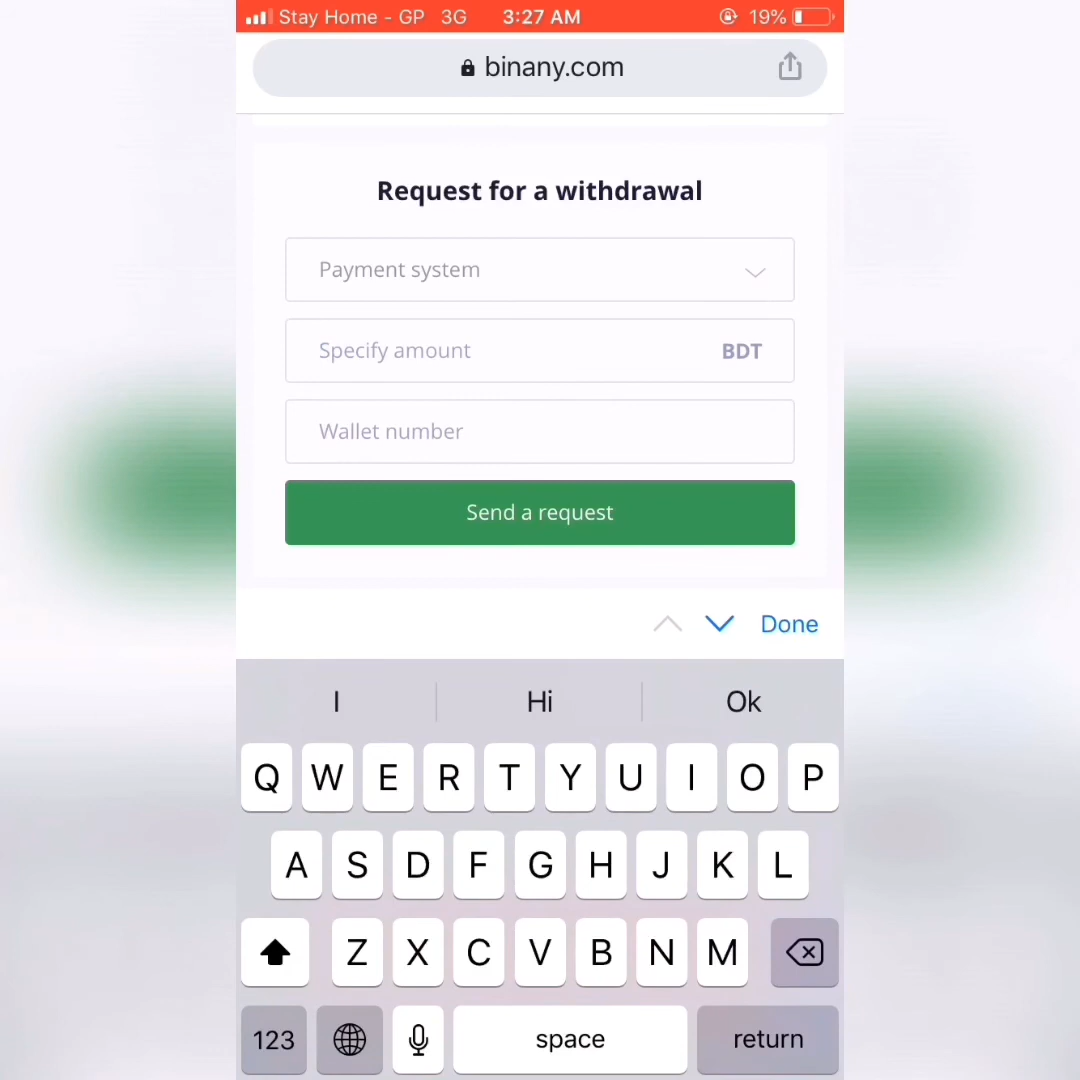 Stay Home - GP 3G 3:27 AM 19%
binany.com
Request for a withdrawal
Payment system
Specify amount BDT
Wallet number
Send a request
Done
I Hi Ok
Q W E R T Y U I O P
A S D F G H J K L
Z X C V B N M
123 space return